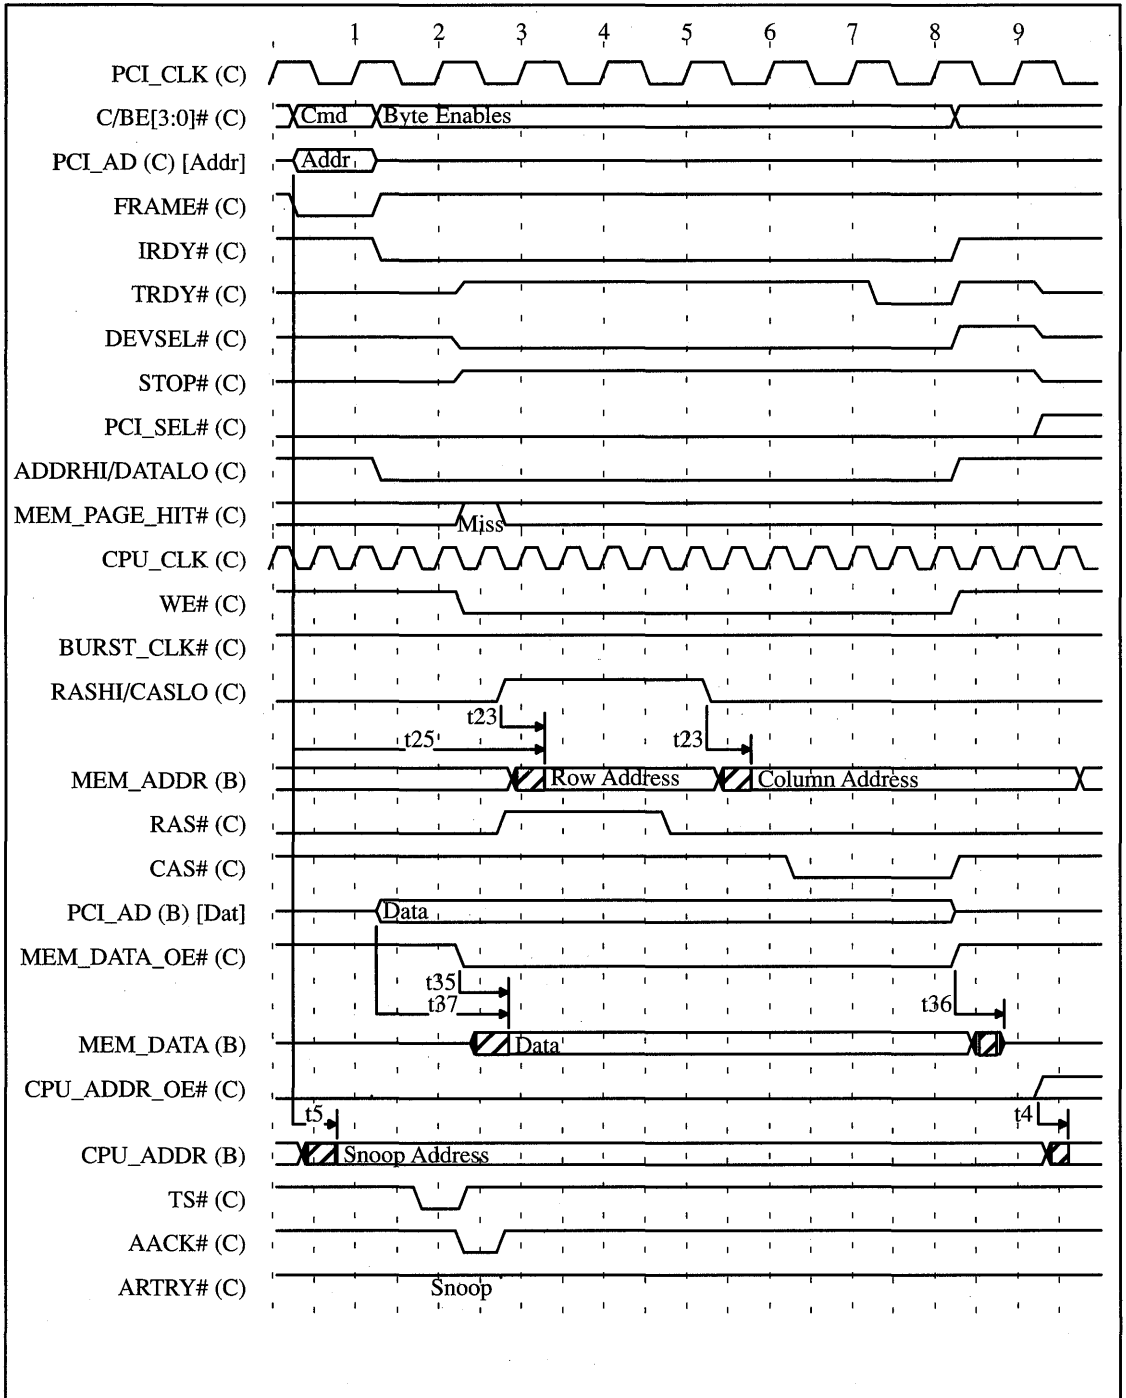 1 2 3 4 5 6 7 8 9
PCI_CLK (C)
C/BE[3:0]# (C) Cmd Byte Enables
PCI_AD (C) [Addr] Addr
FRAME# (C)
IRDY# (C)
TRDY# (C)
DEVSEL# (C)
STOP# (C)
PCI_SEL# (C)
ADDRHI/DATALO (C)
MEM_PAGE_HIT# (C) Miss
CPU_CLK (C)
WE# (C)
BURST_CLK# (C)
RASHI/CASLO (C)
t23
t25 t23
MEM_ADDR (B) Row Address Column Address
RAS# (C)
CAS# (C)
PCI_AD (B) [Dat] Data
MEM_DATA_OE# (C)
t35
t37 t36
MEM_DATA (B) Data
CPU_ADDR_OE# (C)
t5 t4
CPU_ADDR (B) Snoop Address
TS# (C)
AACK# (C)
ARTRY# (C) Snoop